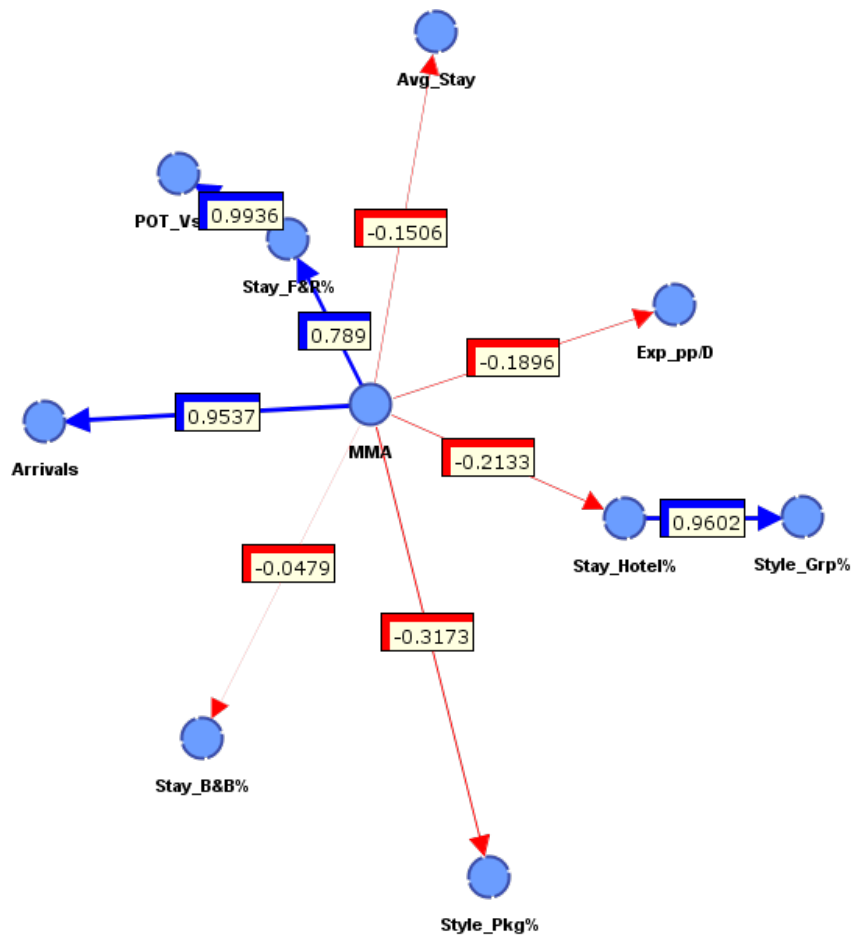 Avg_Stay
POT_Vs
0.9936
-0.1506
Stay_F&R%
0.789
Exp_pp/D
-0.1896
0.9537
Arrivals
MMA
-0.2133
0.9602
Stay_Hotel%
Style_Grp%
-0.0479
-0.3173
Stay_B&B%
Style_Pkg%